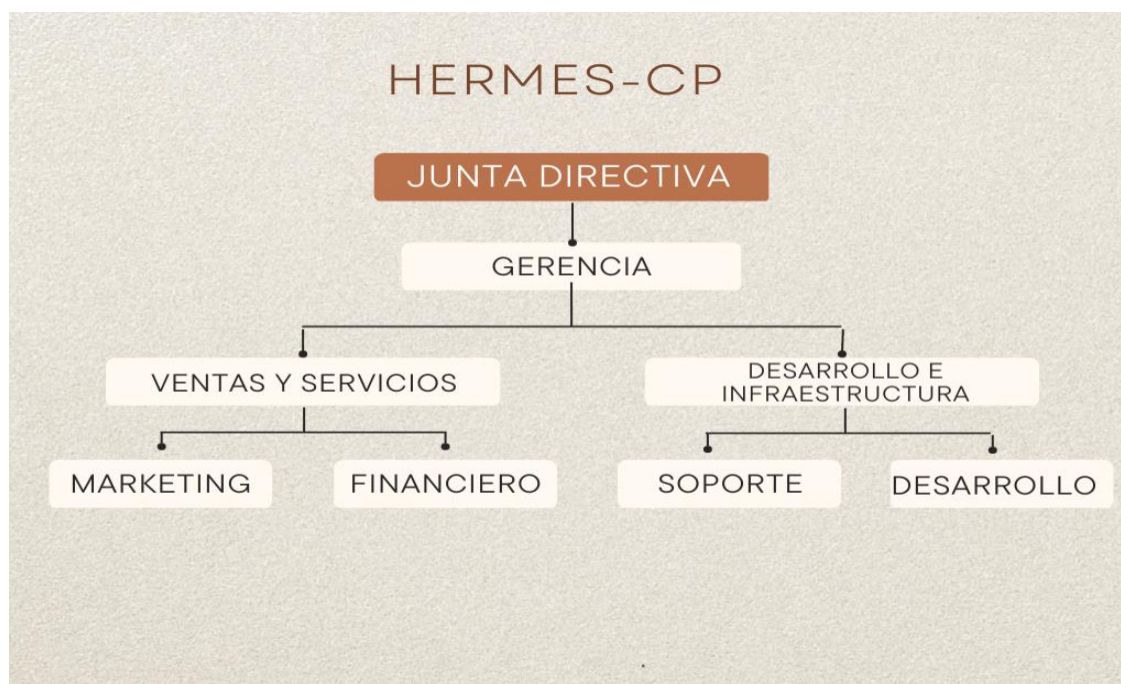 HERMES-CP
JUNTA DIRECTIVA
GERENCIA
VENTAS Y SERVICIOS
DESARROLLO E
INFRAESTRUCTURA
MARKETING
FINANCIERO
SOPORTE
DESARROLLO